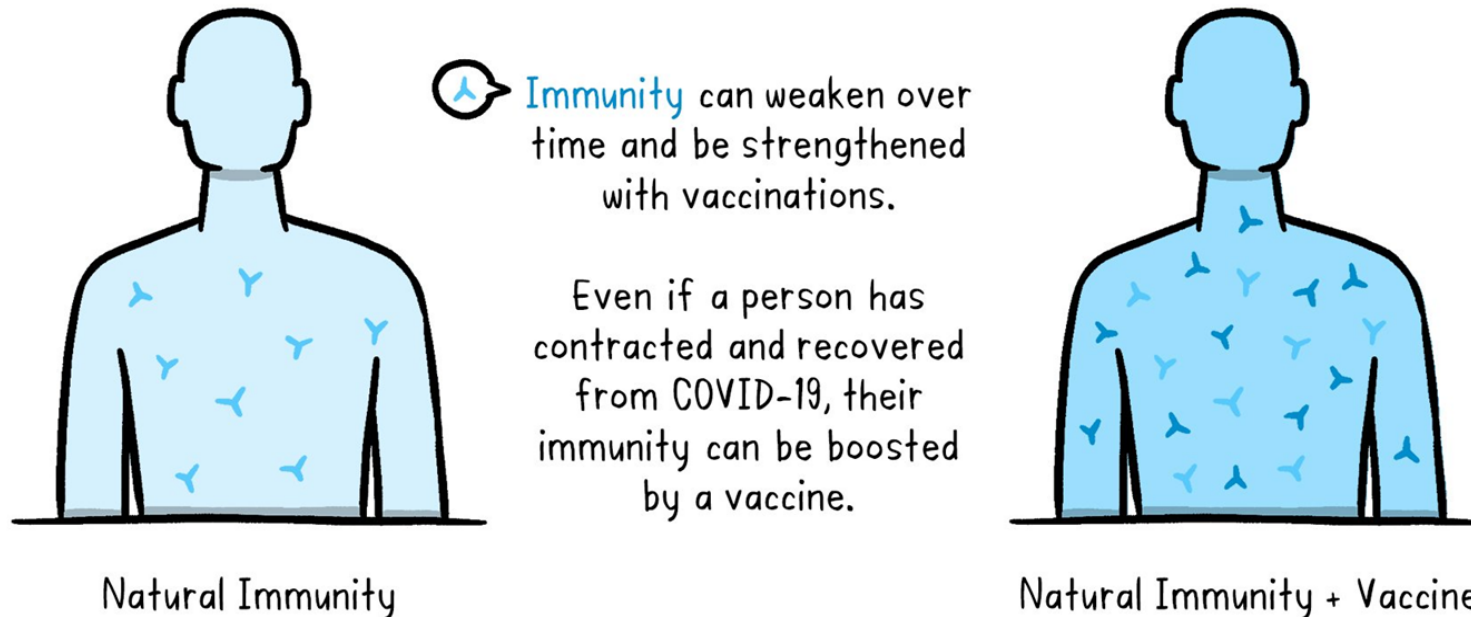 Immunity can weaken over
time and be strengthened
with vaccinations.
Even if a person has
contracted and recovered
from COVID-19, their
immunity can be boosted
by a vaccine.
Natural Immunity
Natural Immunity + Vaccine